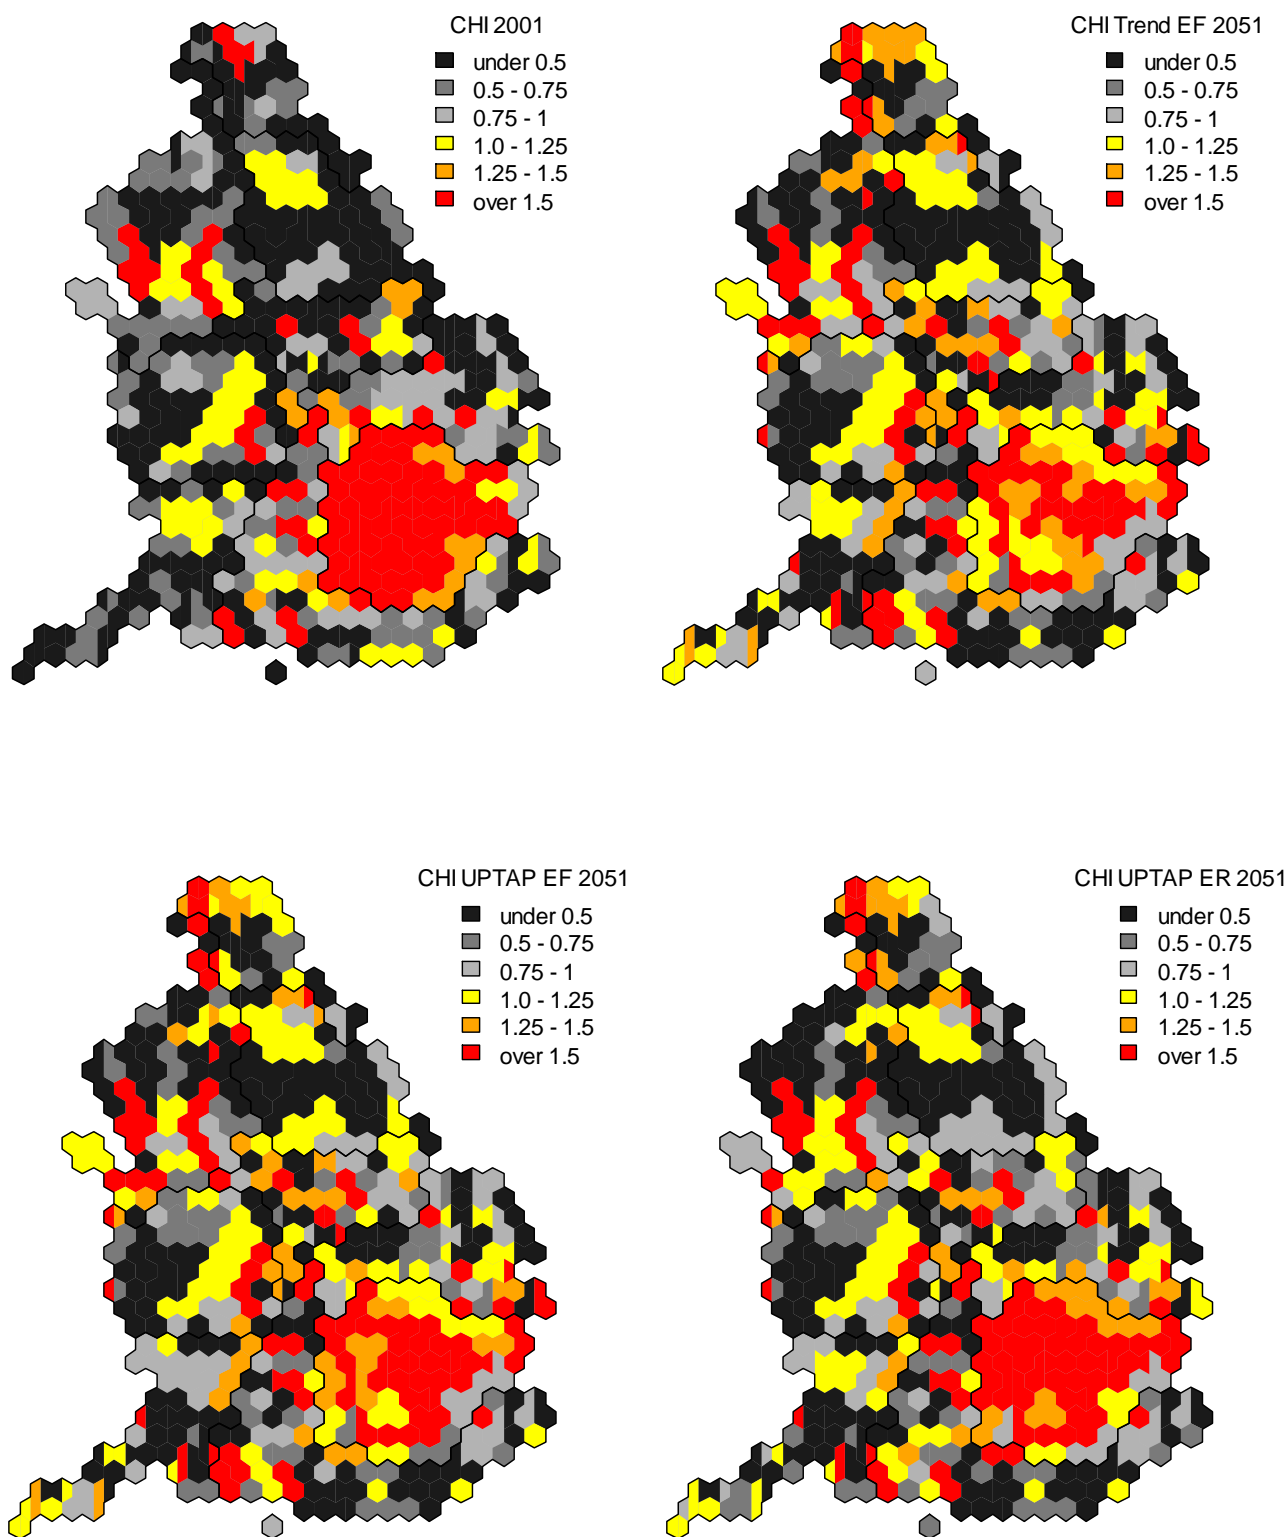 CHI 2001
under 0.5
0.5 - 0.75
0.75 - 1
1.0 - 1.25
1.25 - 1.5
over 1.5
CHI Trend EF 2051
under 0.5
0.5 - 0.75
0.75 - 1
1.0 - 1.25
1.25 - 1.5
over 1.5
CHI UPTAP EF 2051
under 0.5
0.5 - 0.75
0.75 - 1
1.0 - 1.25
1.25 - 1.5
over 1.5
CHI UPTAP ER 2051
under 0.5
0.5 - 0.75
0.75 - 1
1.0 - 1.25
1.25 - 1.5
over 1.5